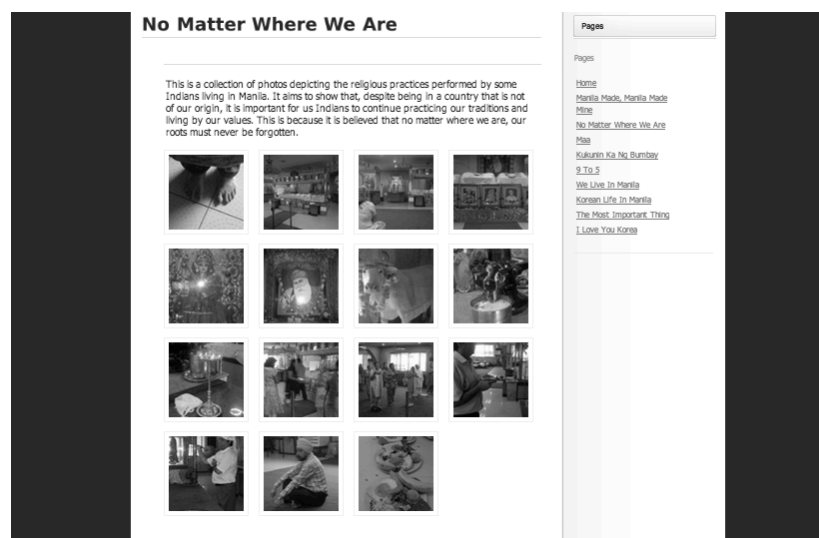 No Matter Where We Are
This is a collection of photos depicting the religious practices performed by some
Indians living in Manila. It aims to show that, despite being in a country that is not
of our origin, it is important for us Indians to continue practicing our traditions and
living by our values. This is because it is believed that no matter where we are, our
roots must never be forgotten.
Pages
Pages
Home
Manila Made, Manila Made
Mine
No Matter Where We Are
Maa
Kukunin Ka Ng Bumbay
9 To 5
We Live In Manila
Korean Life In Manila
The Most Important Thing
I Love You Korea